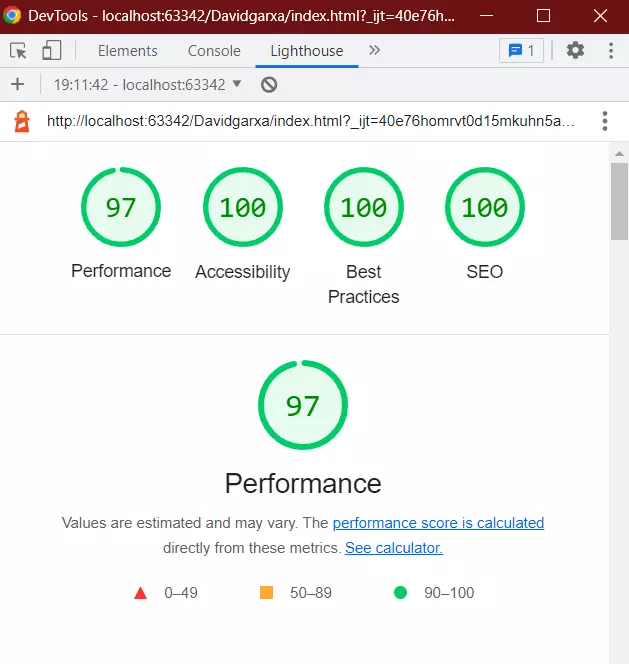 DevTools - localhost:63342/Davidgarxa/index.html?_ijt=40e76h...
Elements Console Lighthouse 1
19:11:42 - localhost:63342
http://localhost:63342/Davidgarxa/index.html?_ijt=40e76homrvt0d15mkuhn5a...
97 100 100 100
Performance Accessibility Best Practices SEO
97
Performance
Values are estimated and may vary. The performance score is calculated
directly from these metrics. See calculator.
0–49 50–89 90–100